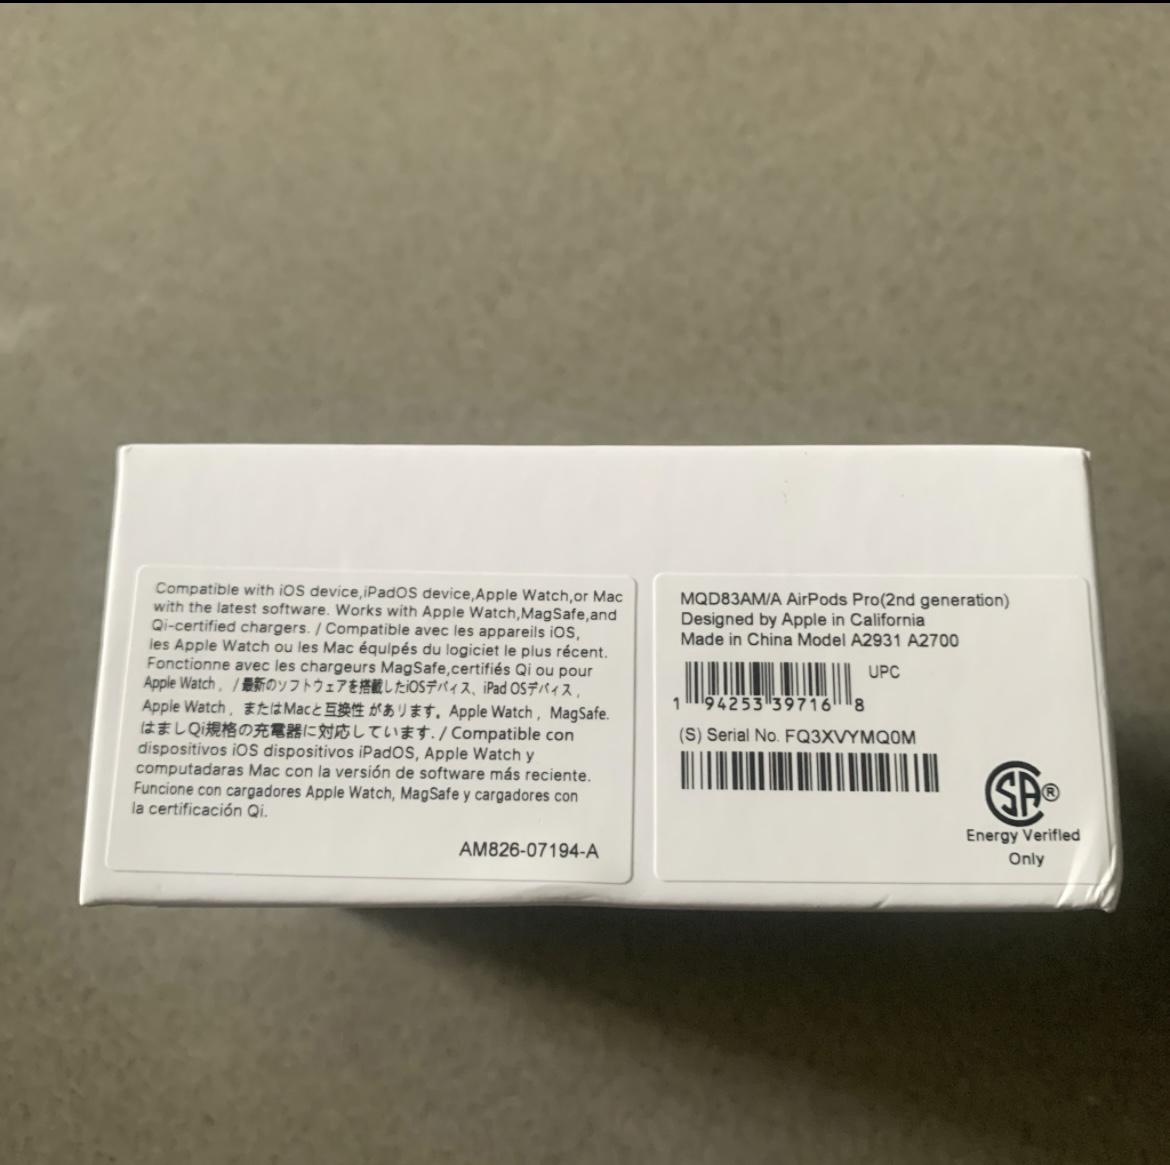 Compatible with iOS device,iPadOS device,Apple Watch,or Mac
with the latest software. Works with Apple Watch,MagSafe,and
Qi-certified chargers. / Compatible avec les appareils iOS,
les Apple Watch ou les Mac équipés du logiciet le plus récent.
Fonctionne avec les chargeurs MagSafe,certifiés Qi ou pour
Apple Watch. / 最新のソフトウェアを搭載したiOSデバイス、iPad OSデバイス,
Apple Watch, またはMacと互換性 があります。Apple Watch, MagSafe.
はましQi規格の充電器に対応しています. / Compatible con
dispositivos iOS dispositivos iPadOS, Apple Watch y
computadaras Mac con la versión de software más reciente.
Funcione con cargadores Apple Watch, MagSafe y cargadores con
la certificación Qi.
AM826-07194-A
MQD83AM/A AirPods Pro(2nd generation)
Designed by Apple in California
Made in China Model A2931 A2700
UPC
1 94253 39716 8
(S) Serial No. FQ3XVYMQ0M
SA®
Energy Verified
Only